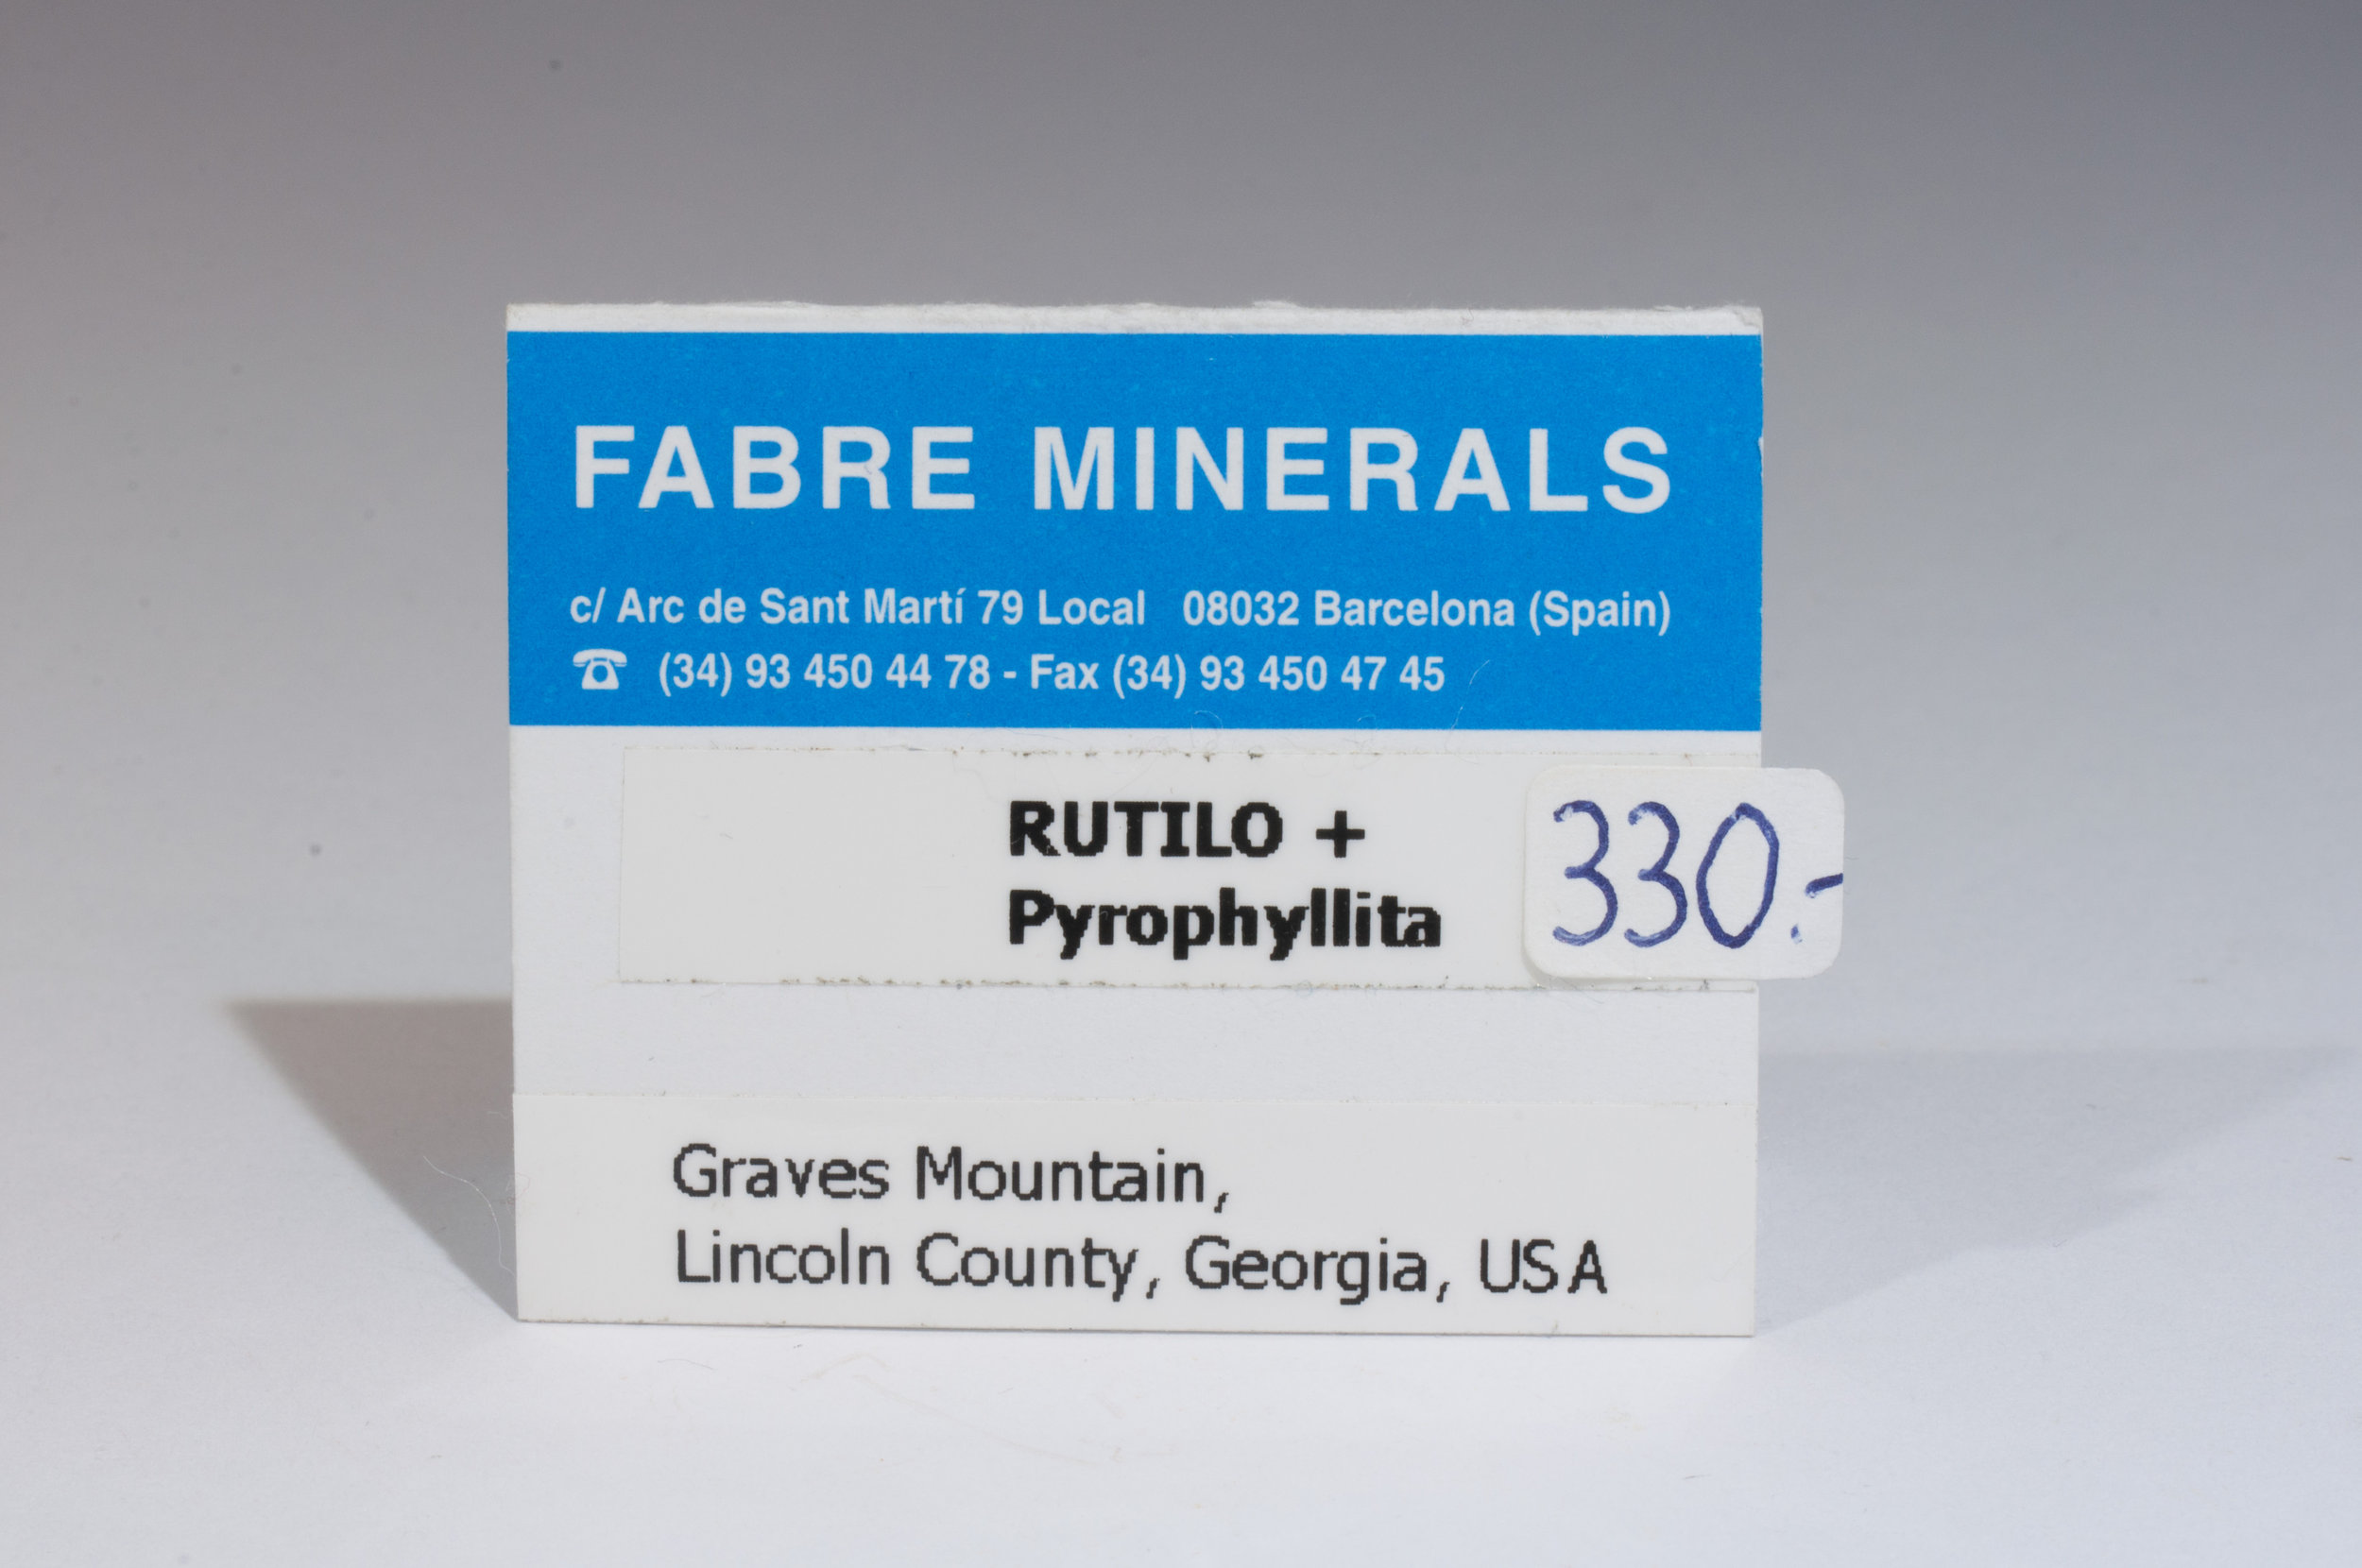 FABRE MINERALS
c/ Arc de Sant Martí 79 Local 08032 Barcelona (Spain)
☎ (34) 93 450 44 78 - Fax (34) 93 450 47 45
RUTILO +
Pyrophyllita
330.-
Graves Mountain,
Lincoln County, Georgia, USA